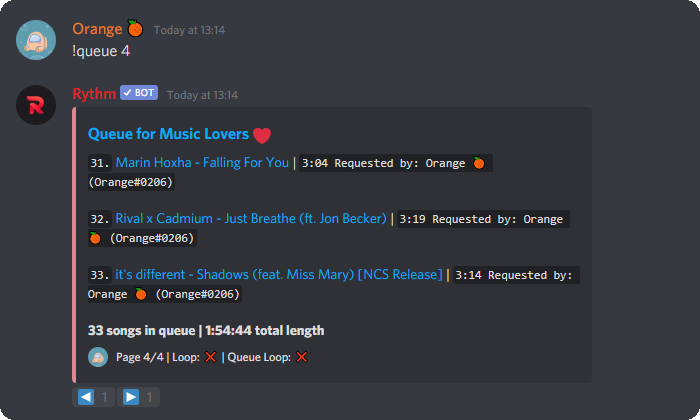 Orange 🍊 Today at 13:14
!queue 4
Rythm ✓ BOT Today at 13:14
Queue for Music Lovers ❤️
31. Marin Hoxha - Falling For You | 3:04 Requested by: Orange 🍊
(Orange#0206)
32. Rival x Cadmium - Just Breathe (ft. Jon Becker) | 3:19 Requested by: Orange
🍊 (Orange#0206)
33. it's different - Shadows (feat. Miss Mary) [NCS Release] | 3:14 Requested by:
Orange 🍊 (Orange#0206)
33 songs in queue | 1:54:44 total length
Page 4/4 | Loop: ❌ | Queue Loop: ❌
◀ 1 ▶ 1